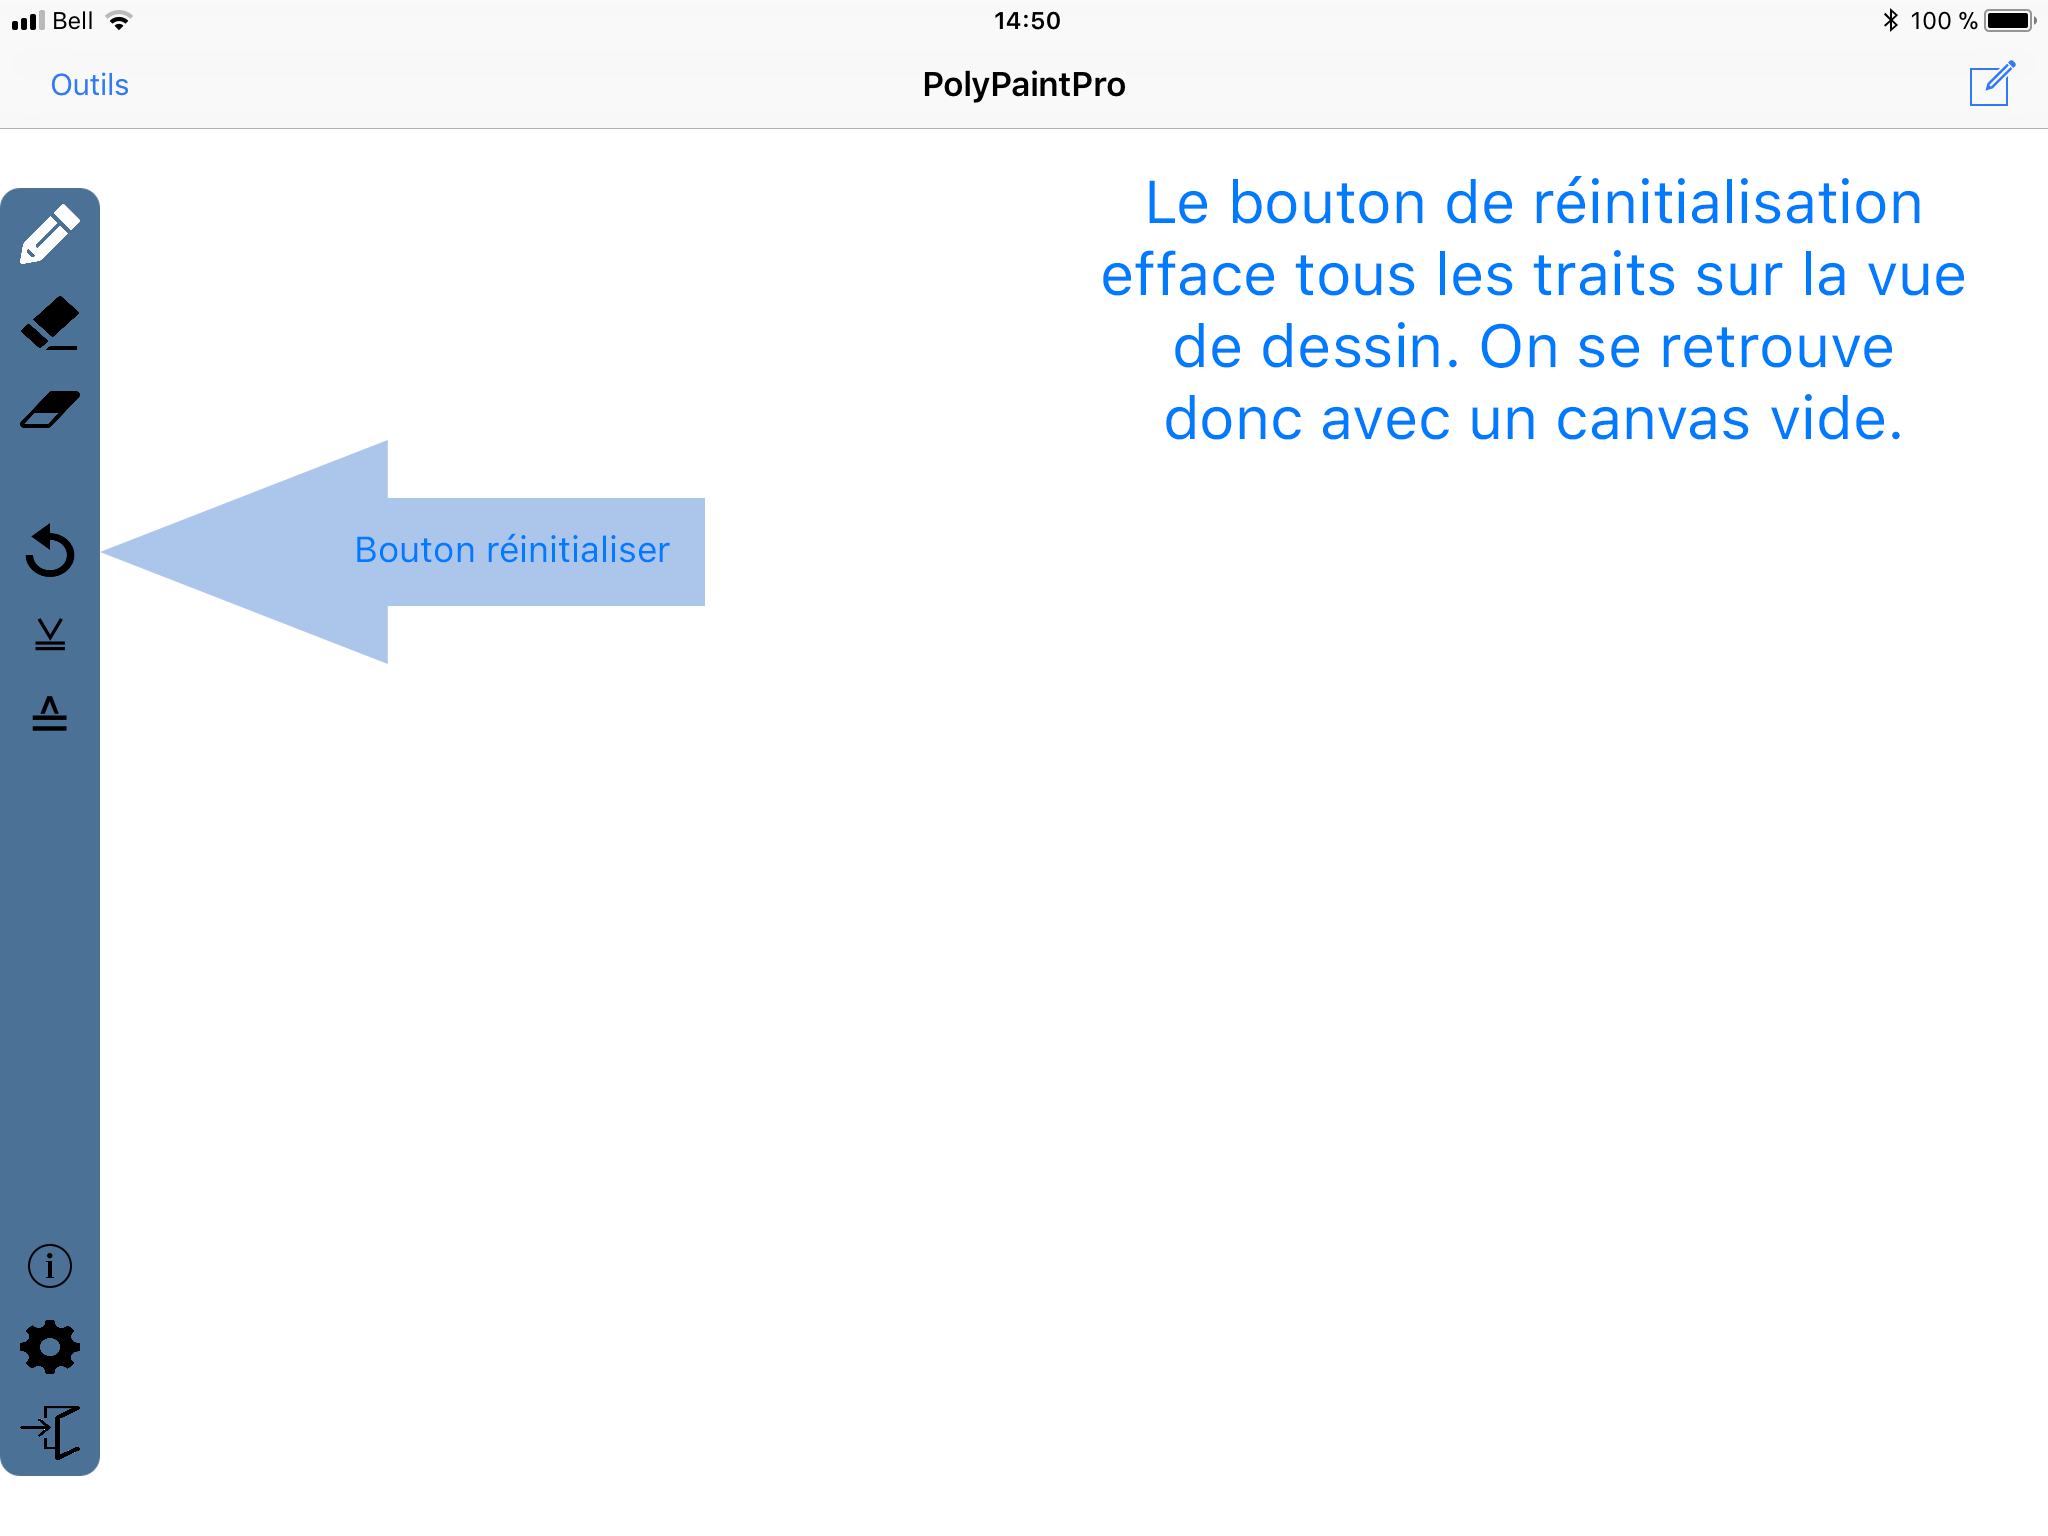 Bell
14:50
100 %
Outils
PolyPaintPro
Le bouton de réinitialisation
efface tous les traits sur la vue
de dessin. On se retrouve
donc avec un canvas vide.
Bouton réinitialiser